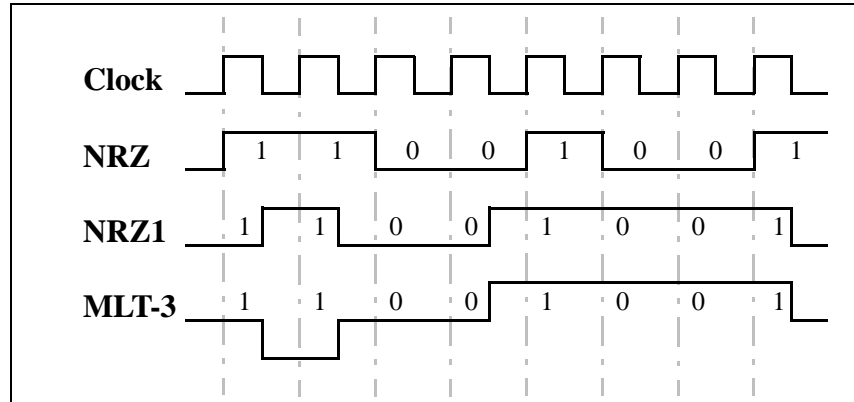 Clock
NRZ 1 1 0 0 1 0 0 1
NRZ1 1 1 0 0 1 0 0 1
MLT-3 1 1 0 0 1 0 0 1